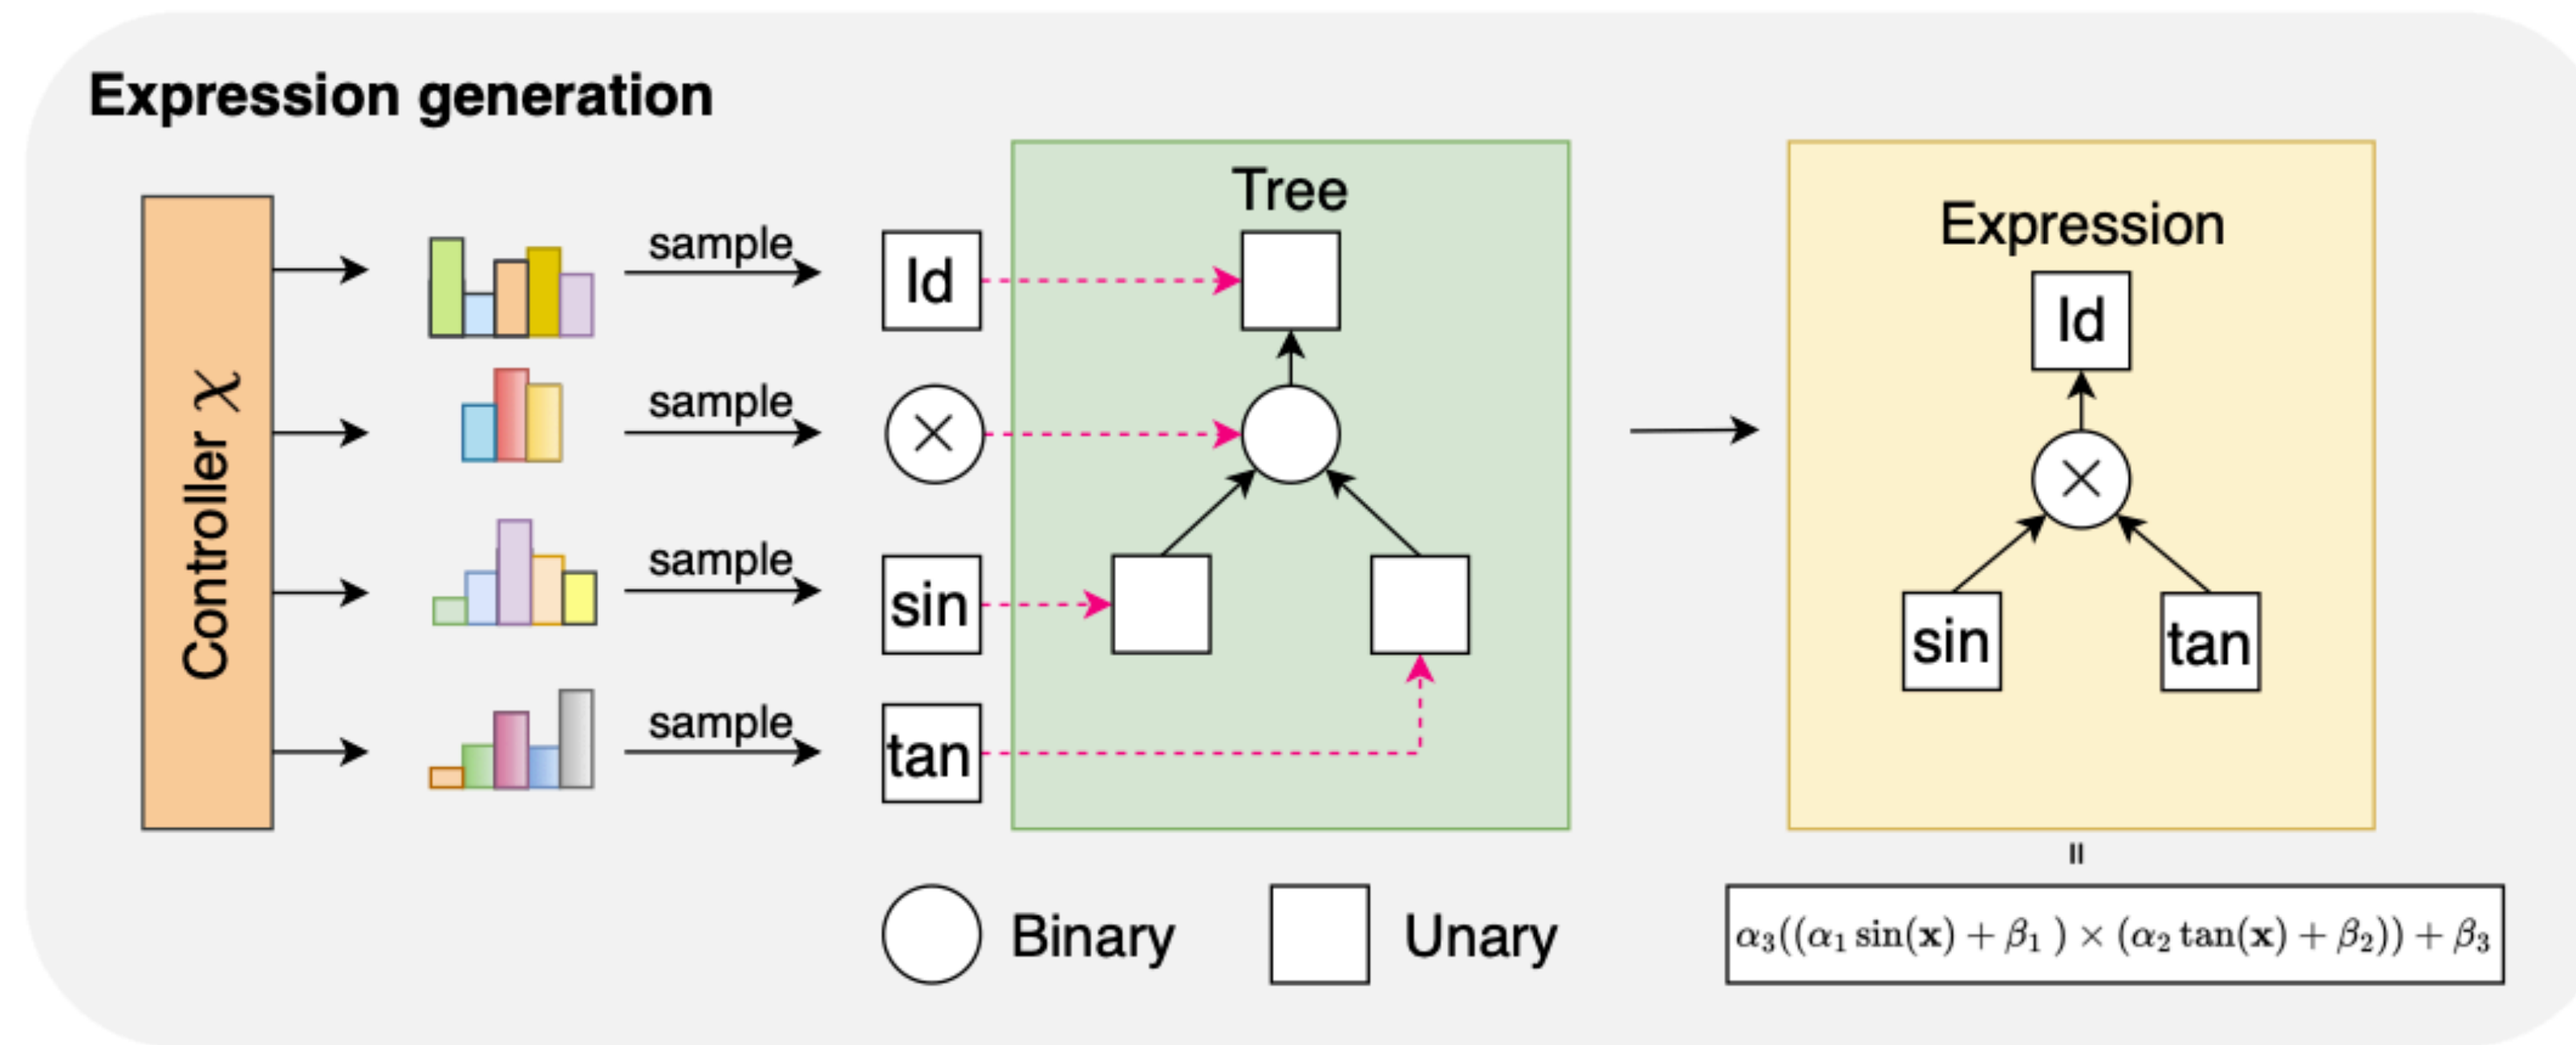 Expression generation
Controller χ
sample
sample
sample
sample
Id
×
sin
tan
Tree
Expression
Id
×
sin
tan
=
α₃((α₁ sin(x) + β₁ ) × (α₂ tan(x) + β₂)) + β₃
Binary
Unary